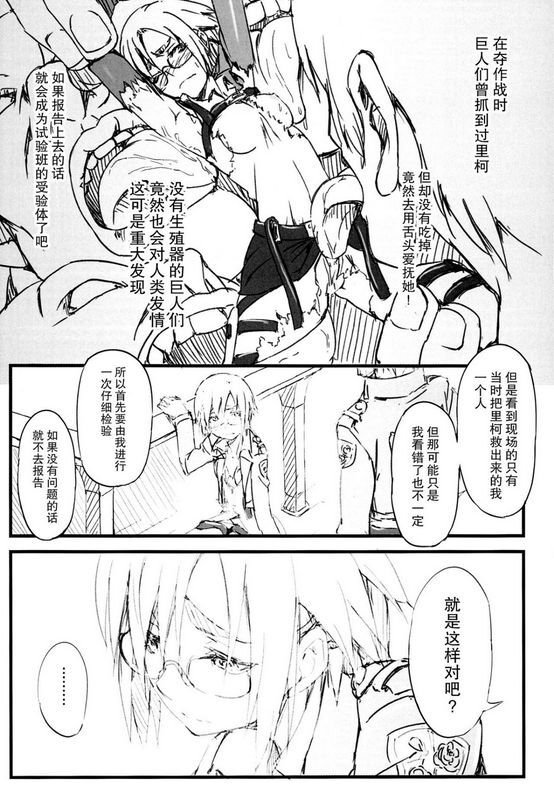 在夺作战时
巨人们曾抓到过里柯
但却没有吃掉
竟然去用舌头爱抚她！
没有生殖器的巨人们
竟然也会对人类发情
这可是重大发现
如果报告上去的话
就会成为试验班的受验体了吧
但是看到现场的只有
当时把里柯救出来的我
一个人
但那可能只是
我看错了也不一定
所以首先要由我进行
一次仔细检验
如果没有问题的话
就不去报告
就是这样对吧?
………